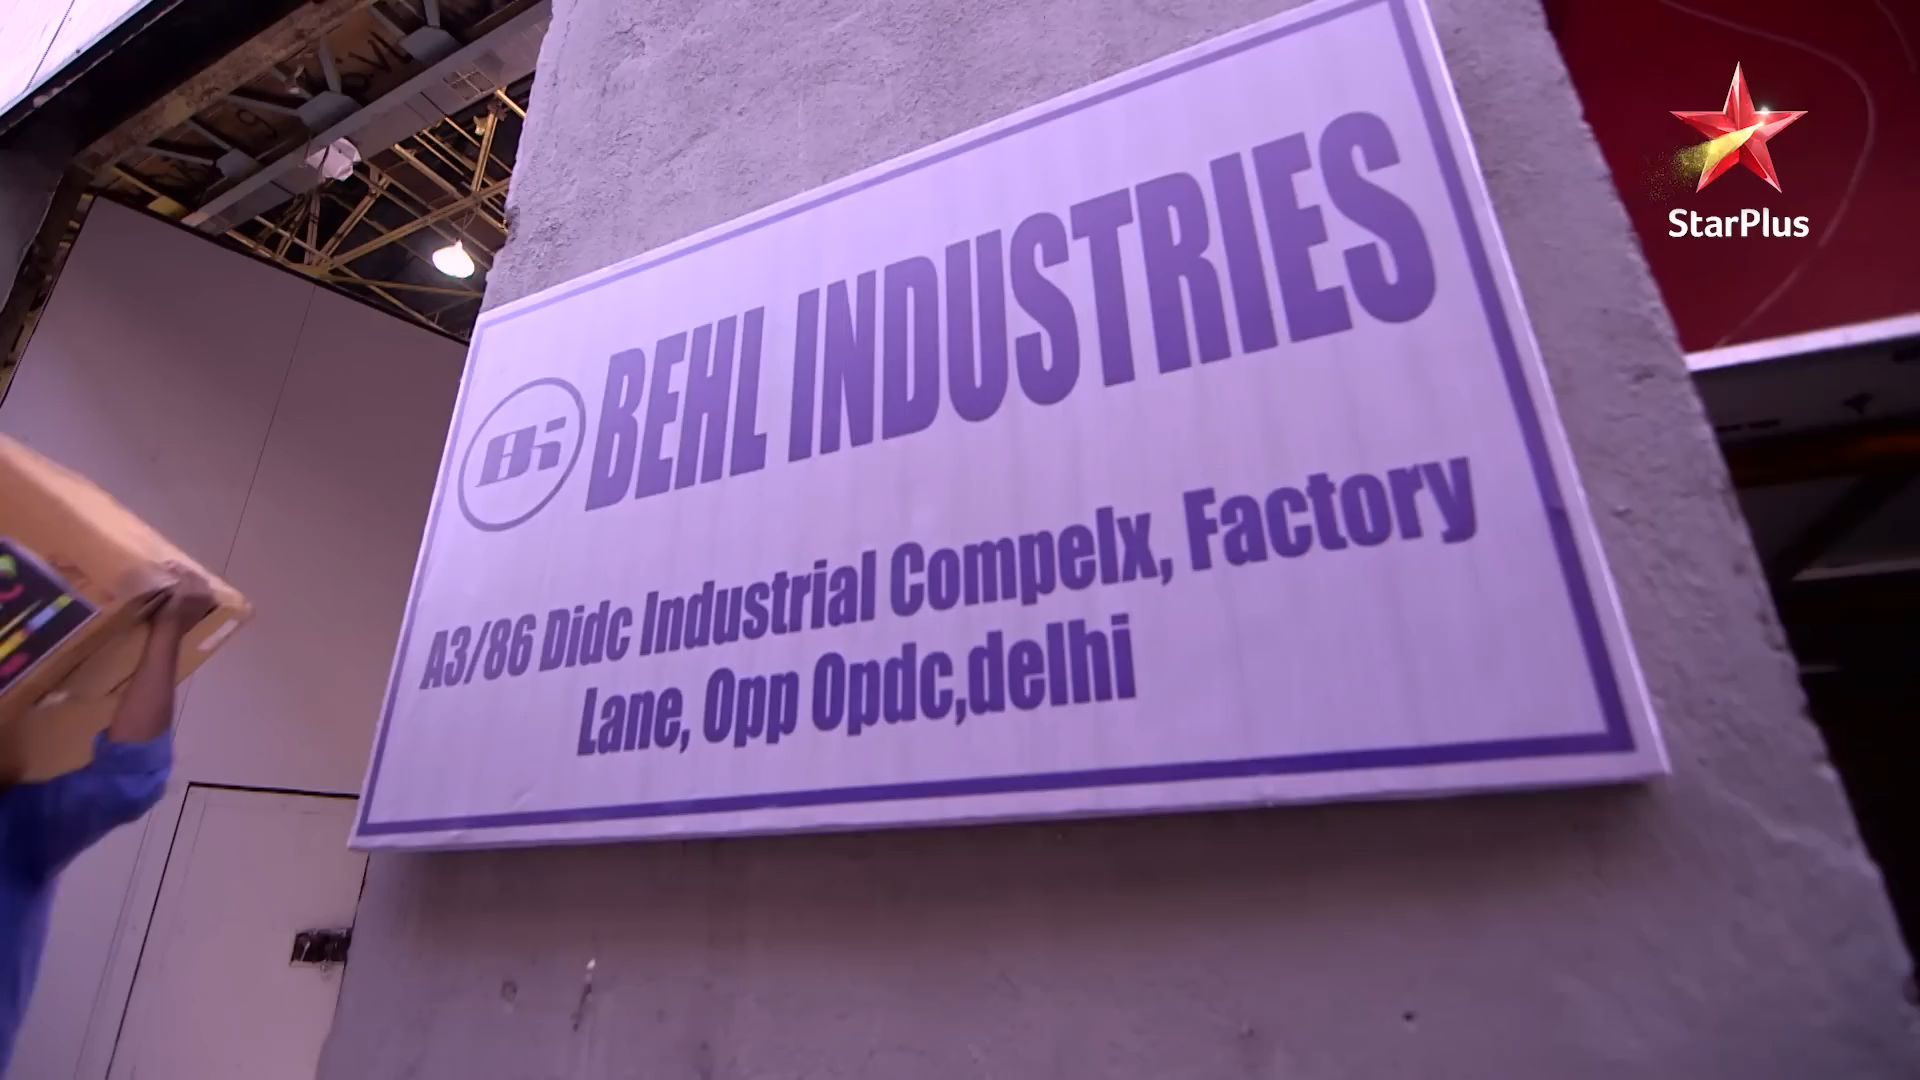 StarPlus
BEHL INDUSTRIES
A3/86 Didc Industrial Compelx, Factory
Lane, Opp Opdc,delhi